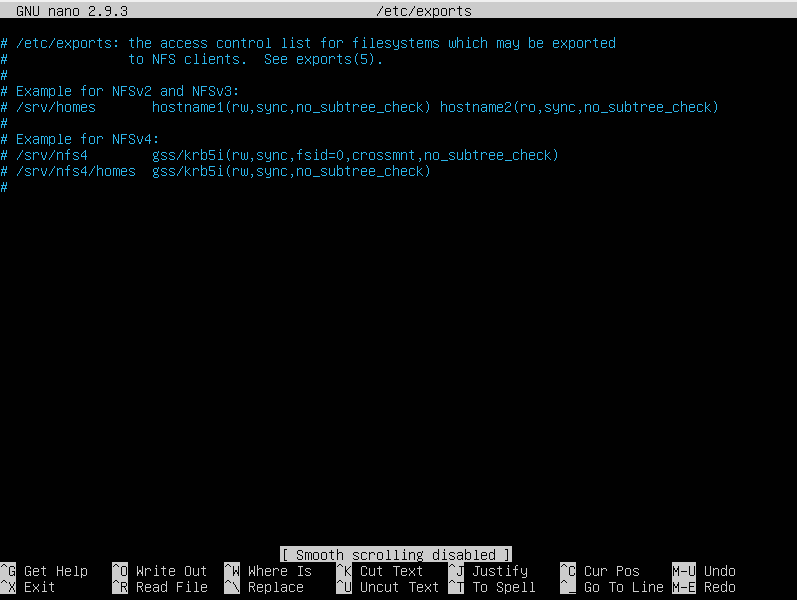 GNU nano 2.9.3 /etc/exports
# /etc/exports: the access control list for filesystems which may be exported
# to NFS clients. See exports(5).
#
# Example for NFSv2 and NFSv3:
# /srv/homes hostname1(rw,sync,no_subtree_check) hostname2(ro,sync,no_subtree_check)
#
# Example for NFSv4:
# /srv/nfs4 gss/krb5i(rw,sync,fsid=0,crossmnt,no_subtree_check)
# /srv/nfs4/homes gss/krb5i(rw,sync,no_subtree_check)
#
[ Smooth scrolling disabled ]
^G Get Help ^O Write Out ^W Where Is ^K Cut Text ^J Justify ^C Cur Pos M-U Undo
^X Exit ^R Read File ^\ Replace ^U Uncut Text ^T To Spell ^_ Go To Line M-E Redo